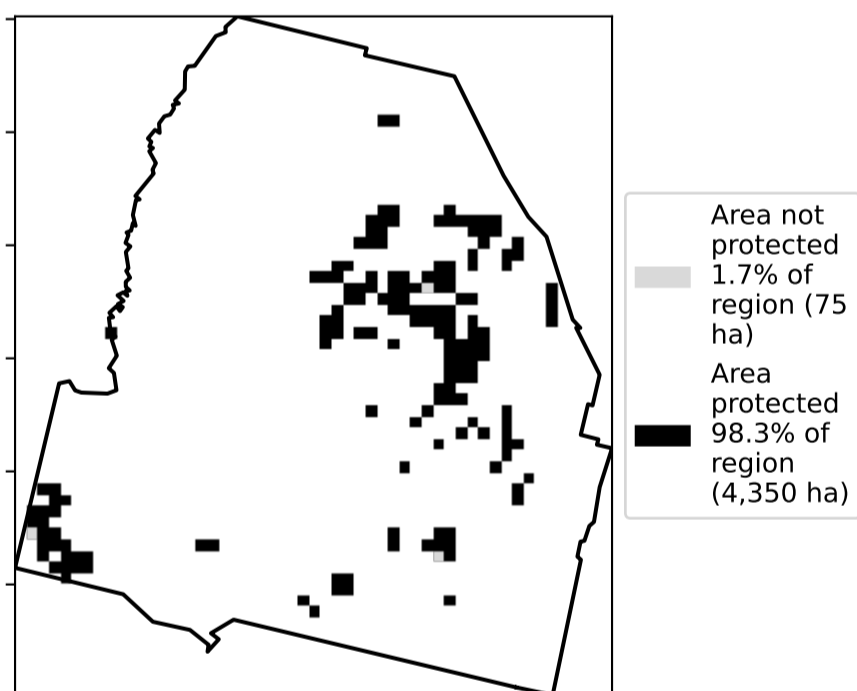 Area not
protected
1.7% of
region (75
ha)
Area
protected
98.3% of
region
(4,350 ha)